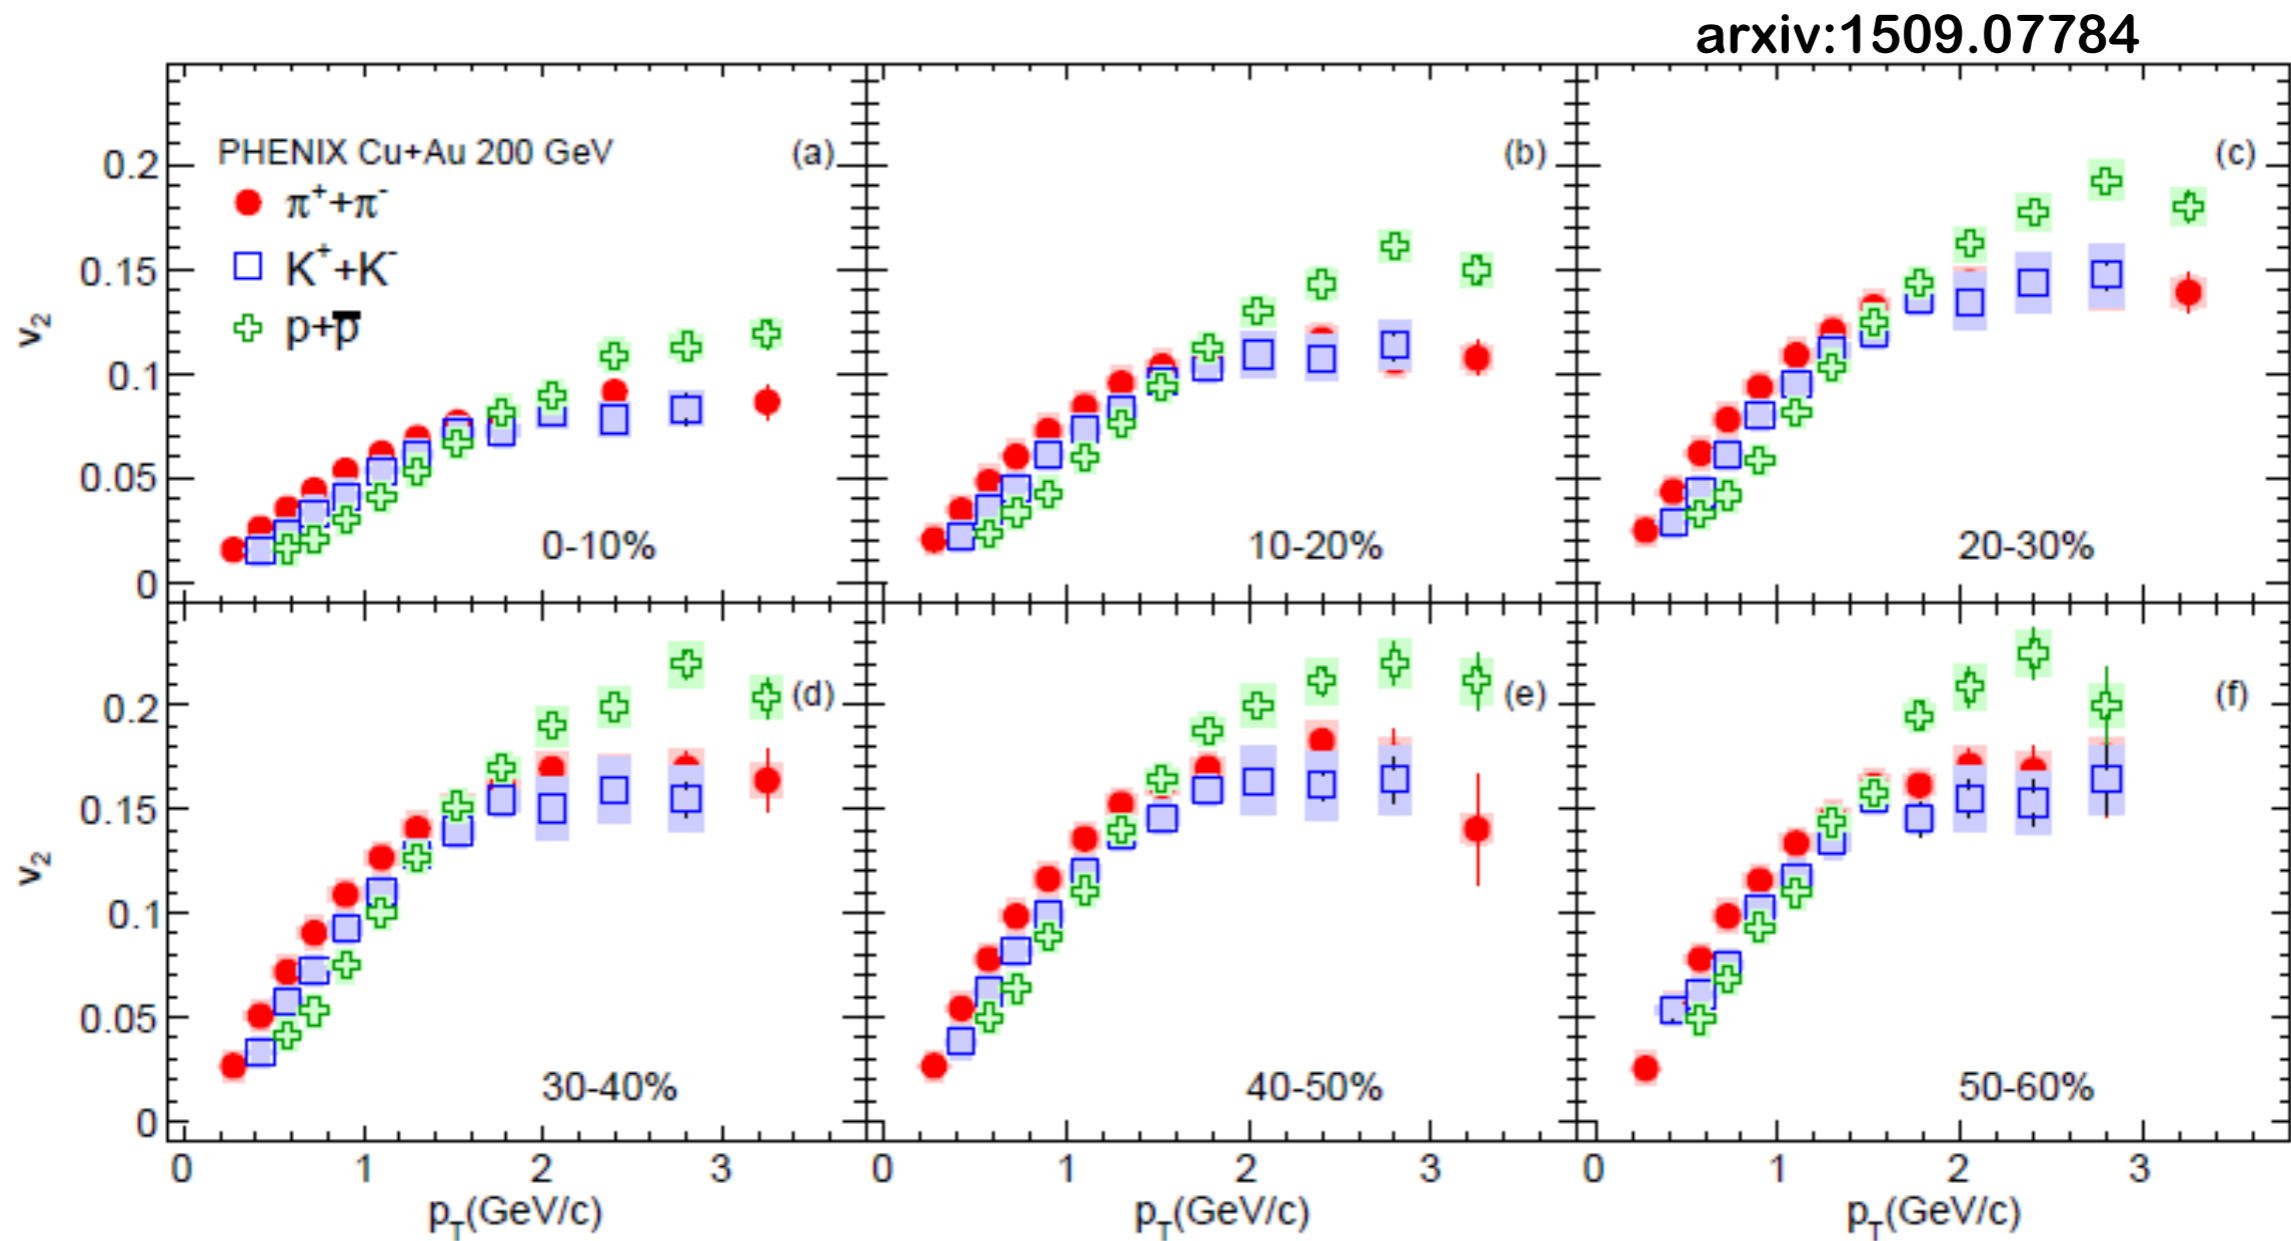 arxiv:1509.07784
PHENIX Cu+Au 200 GeV
(a)
(b)
(c)
π⁺+π⁻
K⁺+K⁻
p+p̅
v₂
0.2
0.15
0.1
0.05
0
0-10%
10-20%
20-30%
(d)
(e)
(f)
v₂
0.2
0.15
0.1
0.05
0
30-40%
40-50%
50-60%
0 1 2 3
0 1 2 3
0 1 2 3
p_T(GeV/c)
p_T(GeV/c)
p_T(GeV/c)